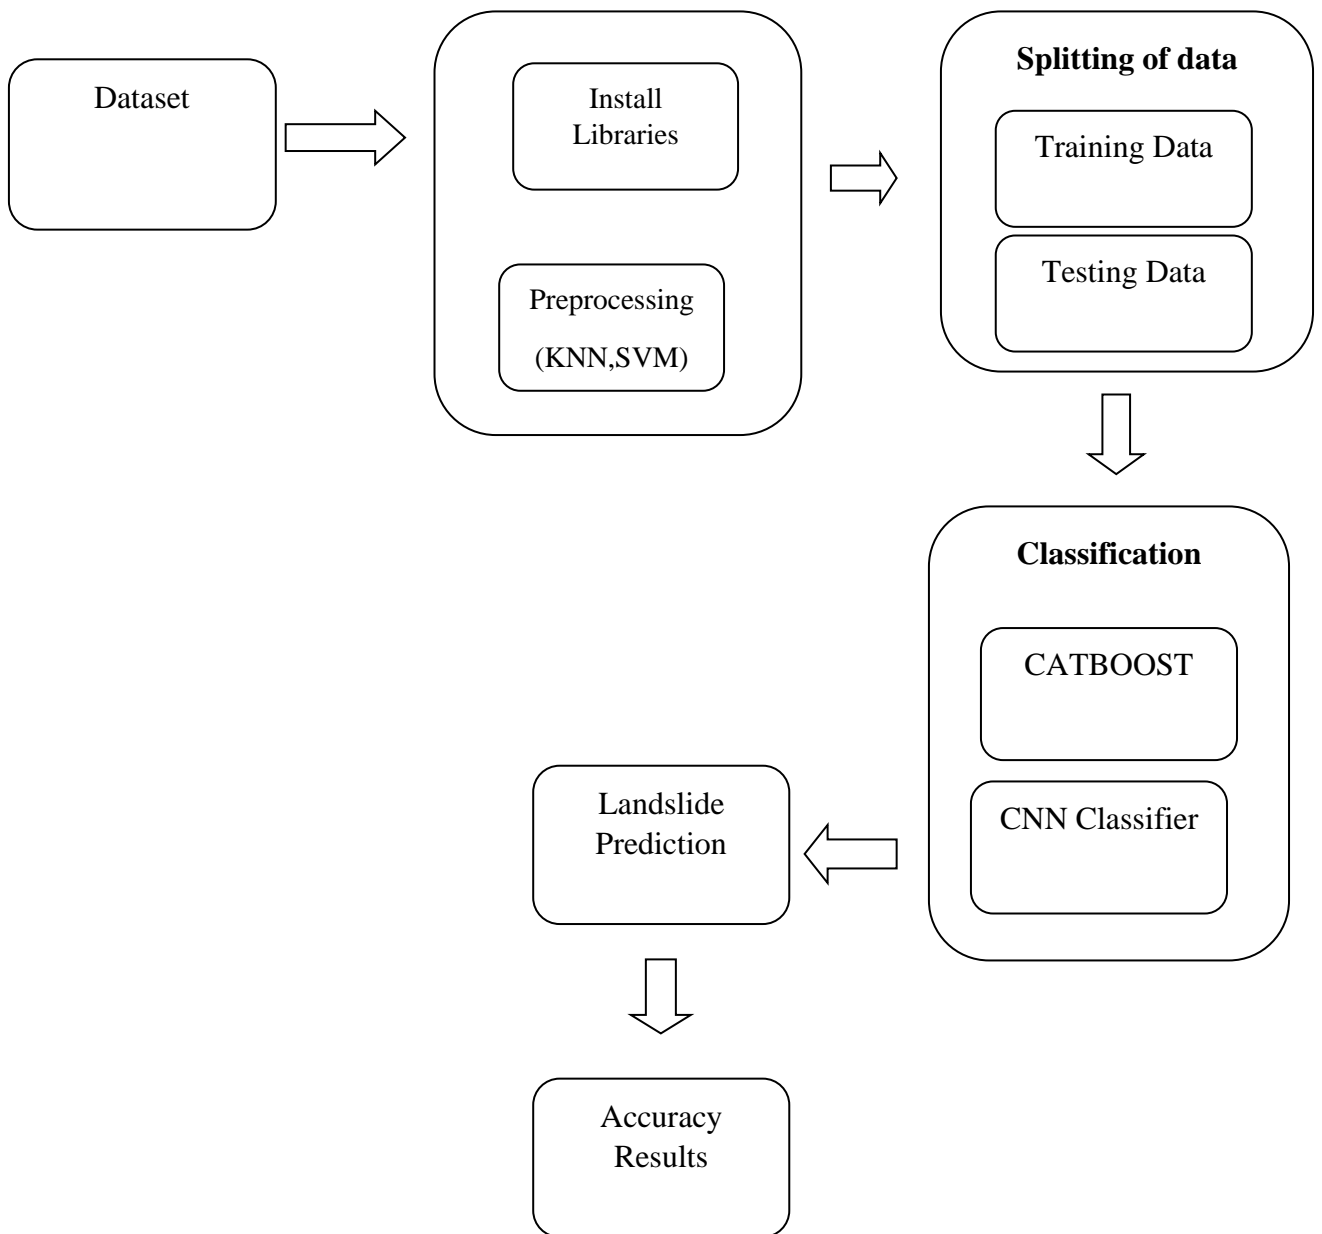 Dataset
Install
Libraries
Preprocessing
(KNN,SVM)
Splitting of data
Training Data
Testing Data
Classification
CATBOOST
CNN Classifier
Landslide
Prediction
Accuracy
Results